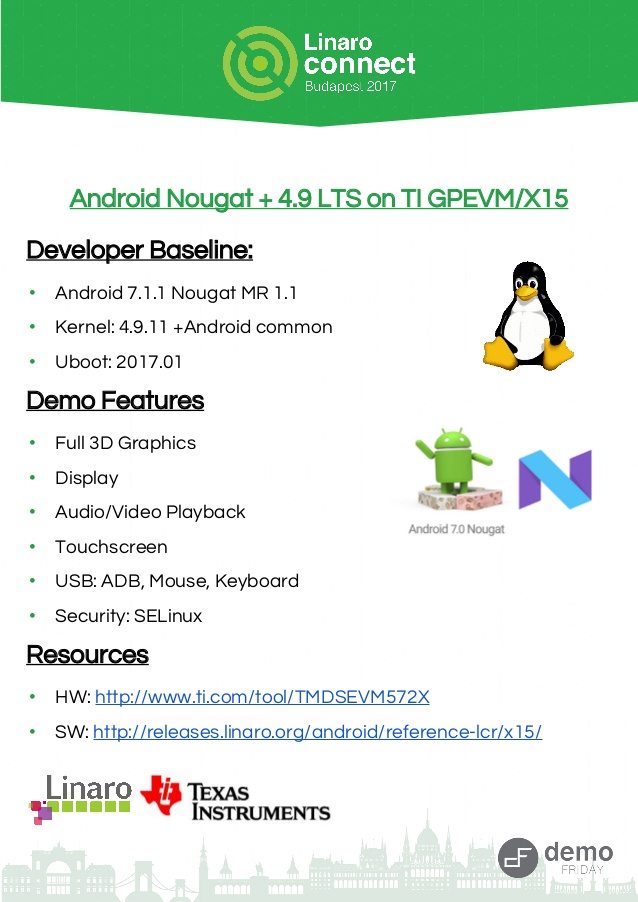 Linaro
connect
Budapest 2017
Android Nougat + 4.9 LTS on TI GPEVM/X15
Developer Baseline:
• Android 7.1.1 Nougat MR 1.1
• Kernel: 4.9.11 +Android common
• Uboot: 2017.01
Demo Features
• Full 3D Graphics
• Display
• Audio/Video Playback
• Touchscreen
• USB: ADB, Mouse, Keyboard
• Security: SELinux
Android 7.0 Nougat
Resources
• HW: http://www.ti.com/tool/TMDSEVM572X
• SW: http://releases.linaro.org/android/reference-lcr/x15/
Linaro
TEXAS
INSTRUMENTS
demo
FRIDAY